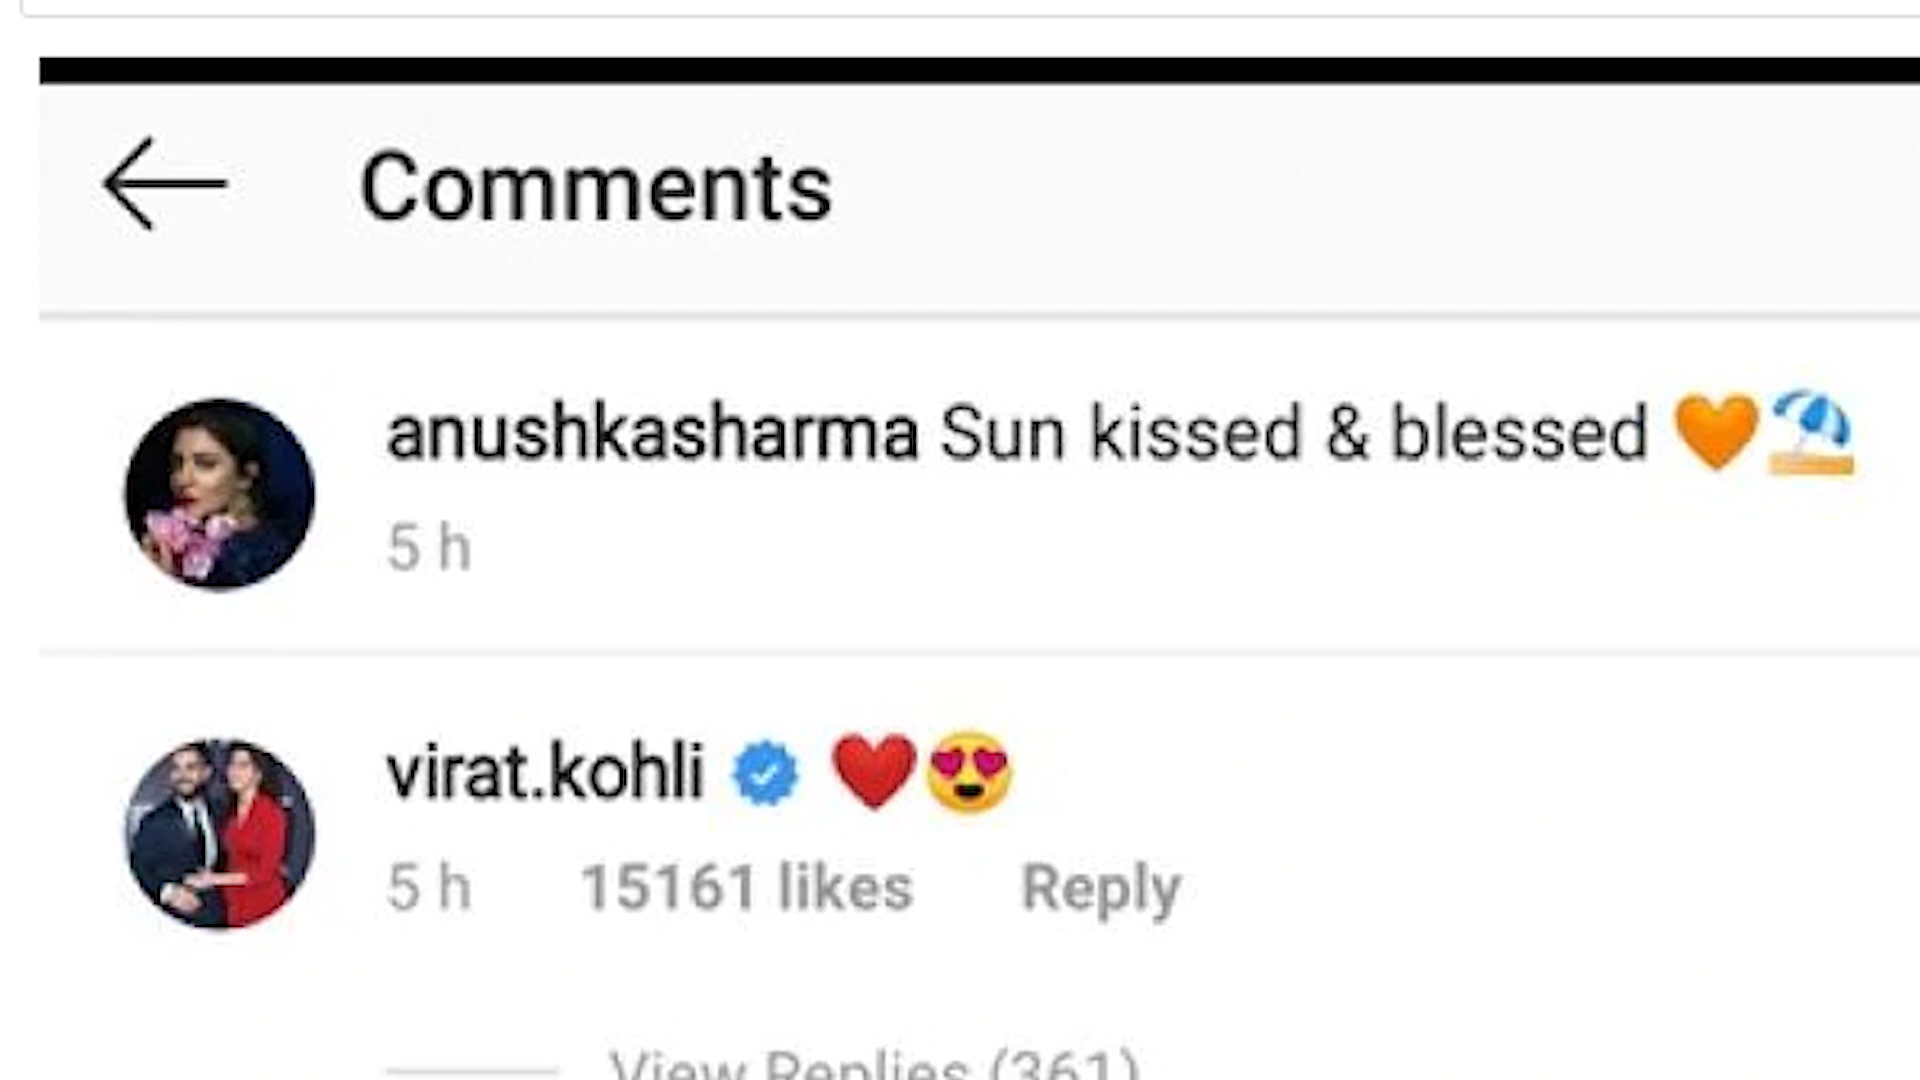 Comments
anushkasharma Sun kissed & blessed 🧡⛱️
5 h
virat.kohli ❤️😍
5 h 15161 likes Reply
View Replies (361)